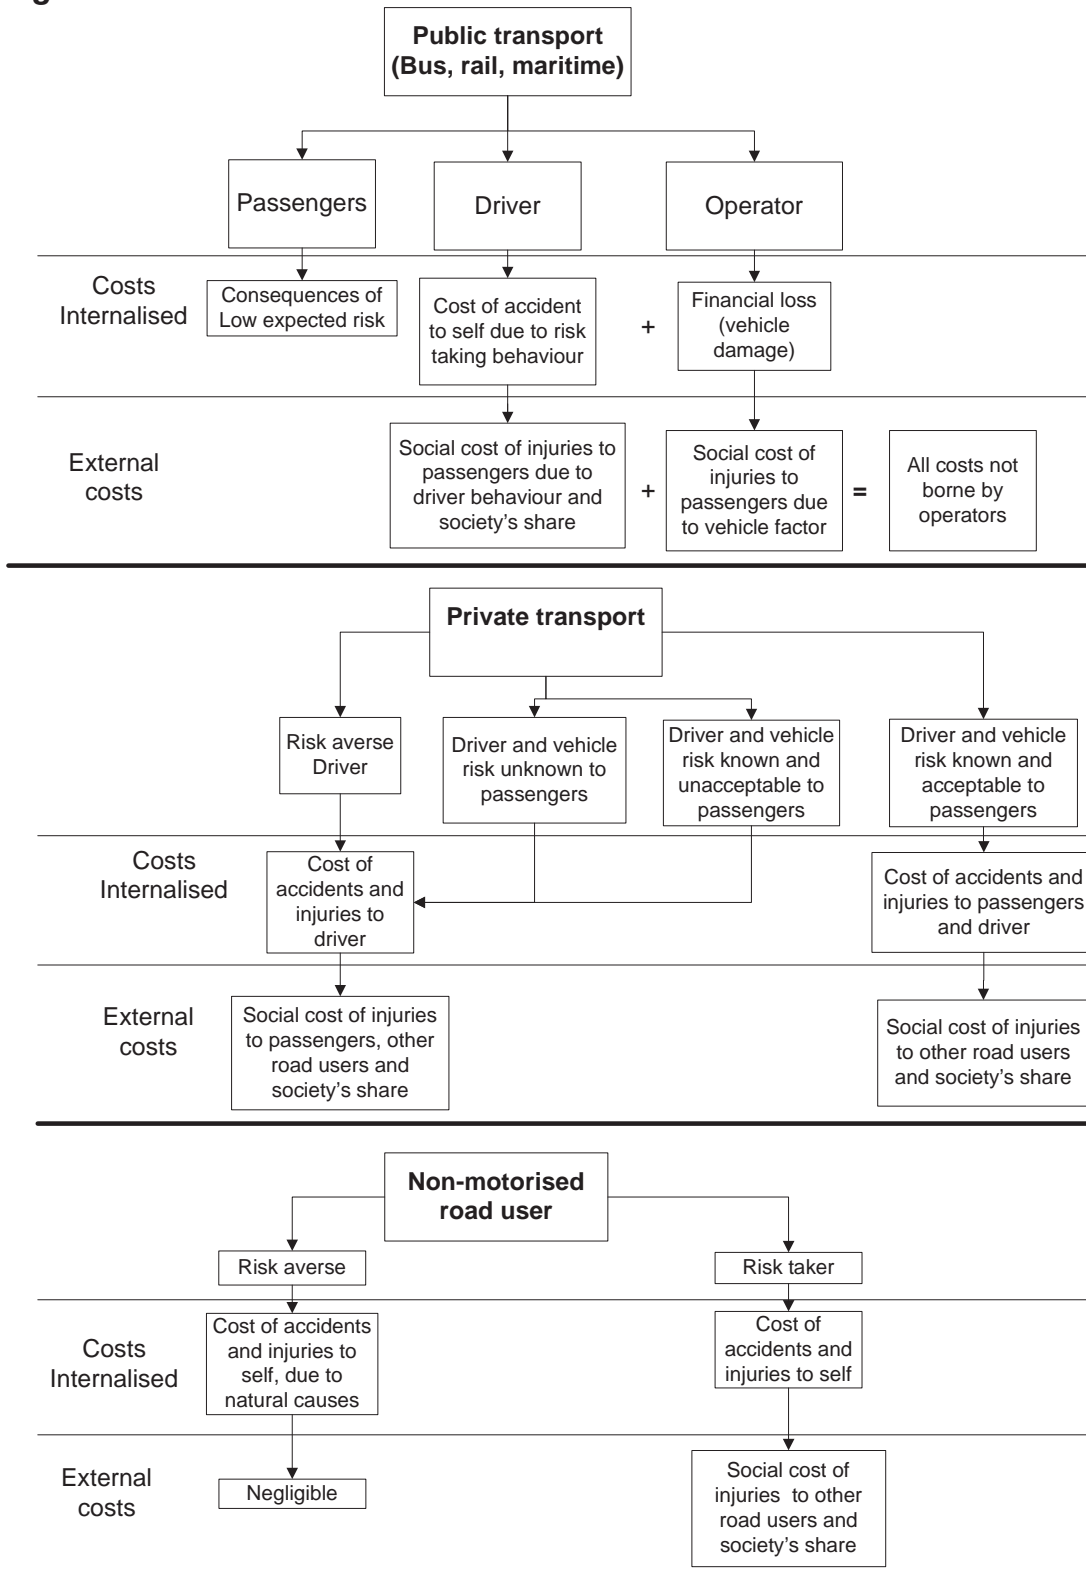 Public transport
(Bus, rail, maritime)
Passengers
Driver
Operator
Costs
Internalised
Consequences of
Low expected risk
Cost of accident
to self due to risk
taking behaviour
+
Financial loss
(vehicle
damage)
External
costs
Social cost of injuries to
passengers due to
driver behaviour and
society's share
+
Social cost of
injuries to
passengers due
to vehicle factor
=
All costs not
borne by
operators
Private transport
Risk averse
Driver
Driver and vehicle
risk unknown to
passengers
Driver and vehicle
risk known and
unacceptable to
passengers
Driver and vehicle
risk known and
acceptable to
passengers
Costs
Internalised
Cost of
accidents and
injuries to
driver
Cost of accidents and
injuries to passengers
and driver
External
costs
Social cost of injuries
to passengers, other
road users and
society's share
Social cost of injuries
to other road users
and society's share
Non-motorised
road user
Risk averse
Risk taker
Costs
Internalised
Cost of accidents
and injuries to
self, due to
natural causes
Cost of
accidents and
injuries to self
External
costs
Negligible
Social cost of
injuries to other
road users and
society's share